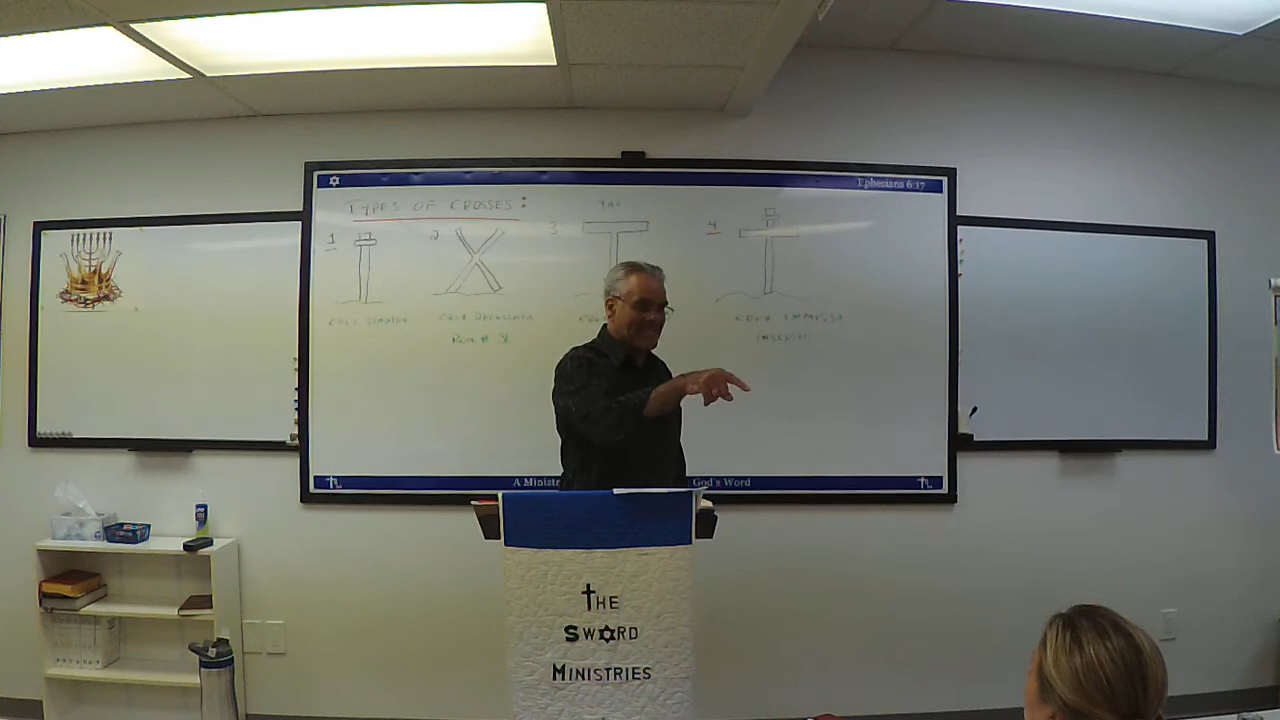 Ephesians 6:17
TYPES OF CROSSES:
TAU
1
2
3
4
CRUX SIMPLEX
CRUX DECUSSATA
CRUX IMMISSA
INSERTED
A Ministr
God's Word
THE
SWORD
MINISTRIES